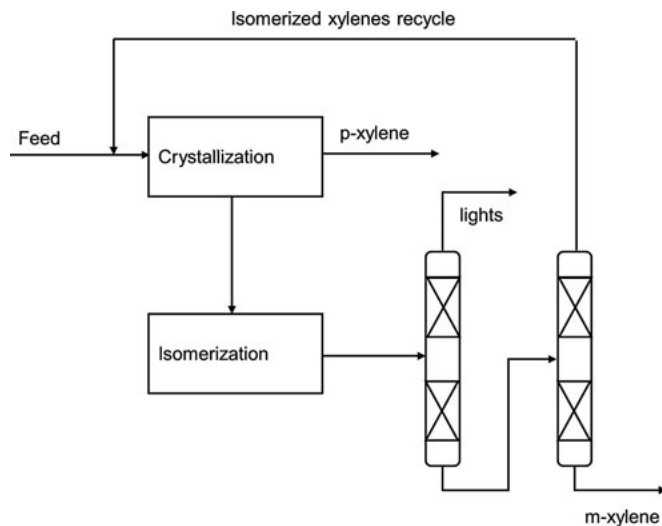 Isomerized xylenes recycle
Feed
Crystallization
p-xylene
lights
Isomerization
m-xylene